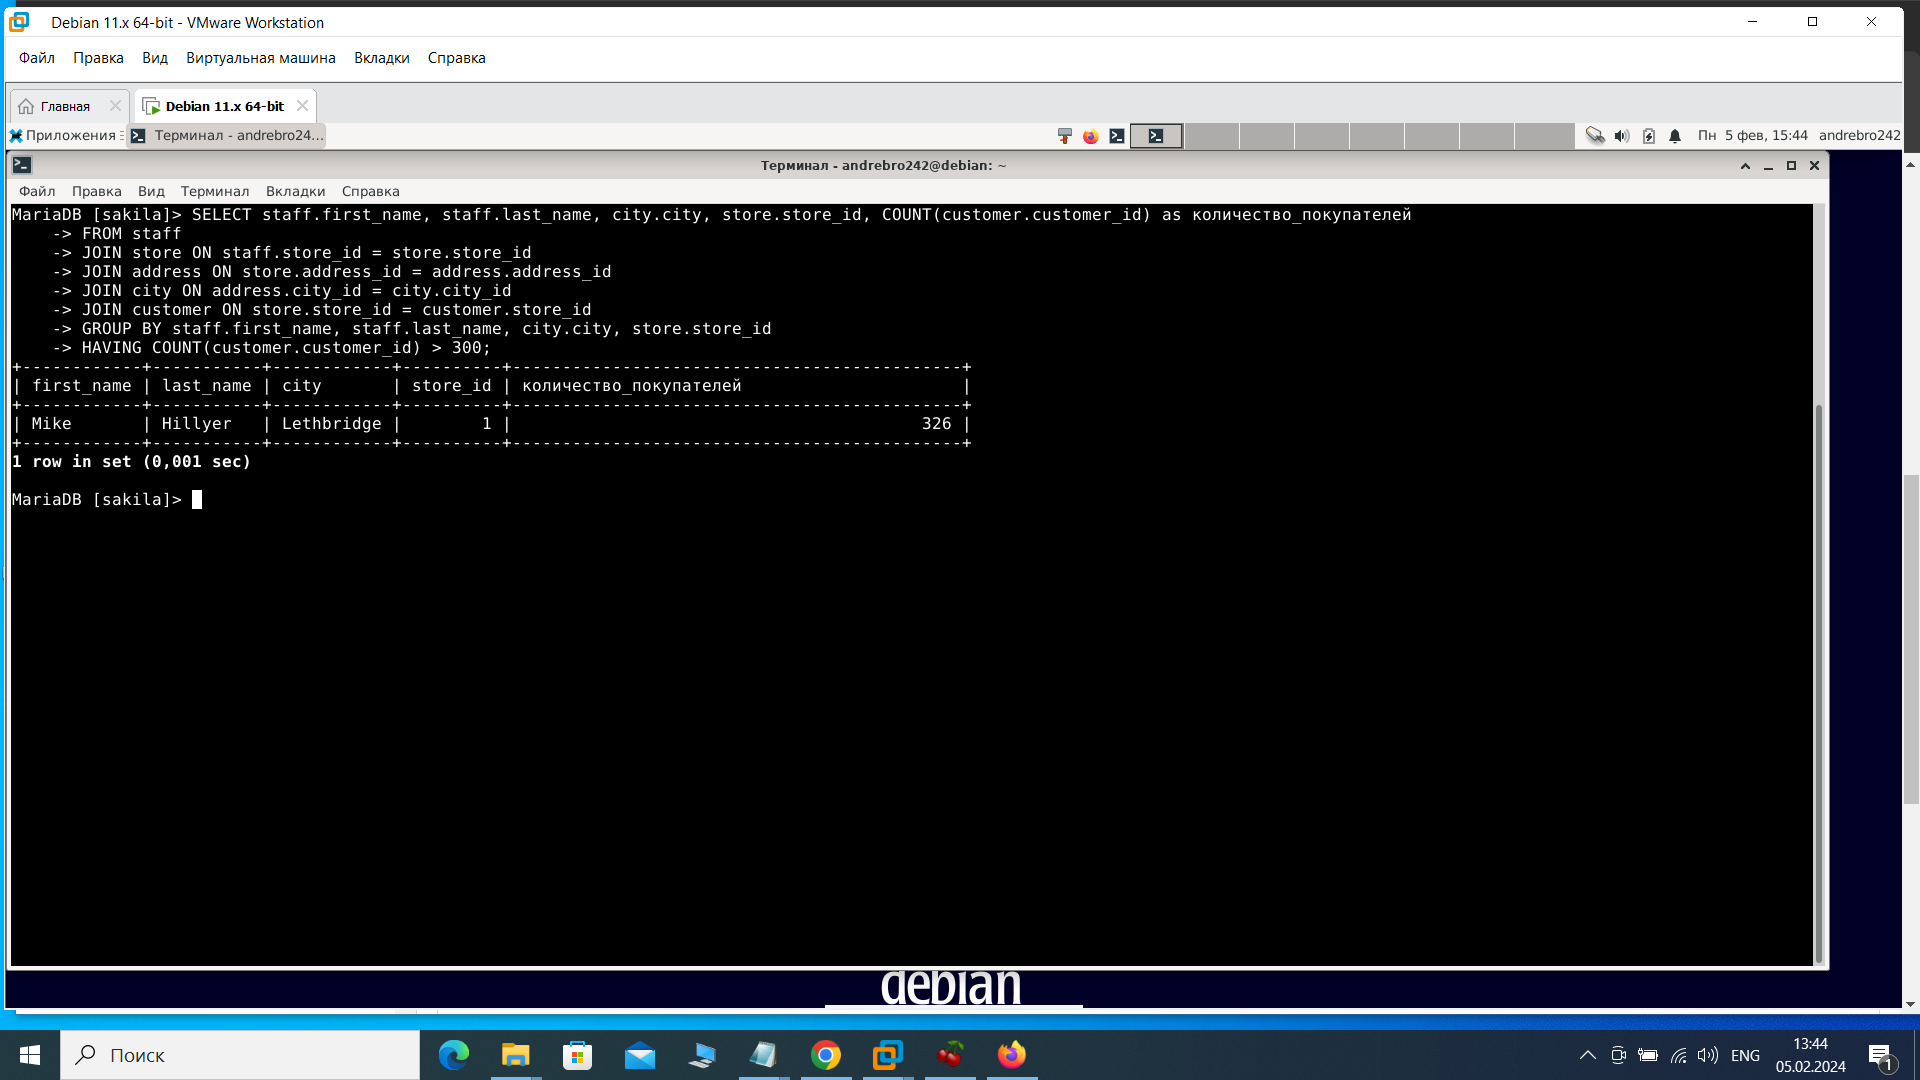 Debian 11.x 64-bit - VMware Workstation
Файл Правка Вид Виртуальная машина Вкладки Справка
Главная Debian 11.x 64-bit
Приложения Терминал - andrebro24... Пн 5 фев, 15:44 andrebro242
Терминал - andrebro242@debian: ~
Файл Правка Вид Терминал Вкладки Справка
MariaDB [sakila]> SELECT staff.first_name, staff.last_name, city.city, store.store_id, COUNT(customer.customer_id) as количество_покупателей
    -> FROM staff
    -> JOIN store ON staff.store_id = store.store_id
    -> JOIN address ON store.address_id = address.address_id
    -> JOIN city ON address.city_id = city.city_id
    -> JOIN customer ON store.store_id = customer.store_id
    -> GROUP BY staff.first_name, staff.last_name, city.city, store.store_id
    -> HAVING COUNT(customer.customer_id) > 300;
+------------+-----------+------------+----------+---------------------------------------------+
| first_name | last_name | city       | store_id | количество_покупателей                      |
+------------+-----------+------------+----------+---------------------------------------------+
| Mike       | Hillyer   | Lethbridge |        1 |                                         326 |
+------------+-----------+------------+----------+---------------------------------------------+
1 row in set (0,001 sec)
MariaDB [sakila]>
debian
Поиск ENG 13:44
05.02.2024 1